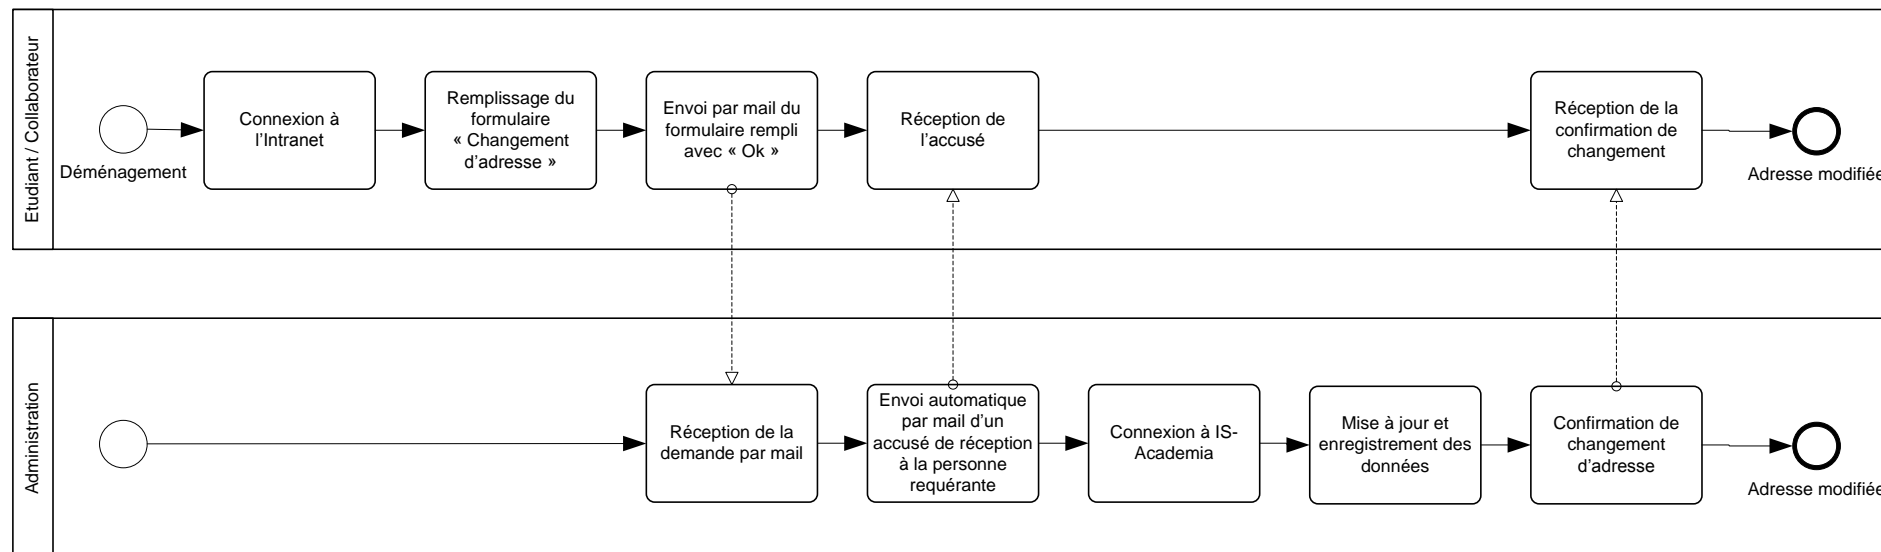 Etudiant / Collaborateur
Déménagement
Connexion à
l’Intranet
Remplissage du
formulaire
« Changement
d’adresse »
Envoi par mail du
formulaire rempli
avec « Ok »
Réception de
l’accusé
Réception de la
confirmation de
changement
Adresse modifiée
Administration
Réception de la
demande par mail
Envoi automatique
par mail d’un
accusé de réception
à la personne
requérante
Connexion à IS-
Academia
Mise à jour et
enregistrement des
données
Confirmation de
changement
d’adresse
Adresse modifiée